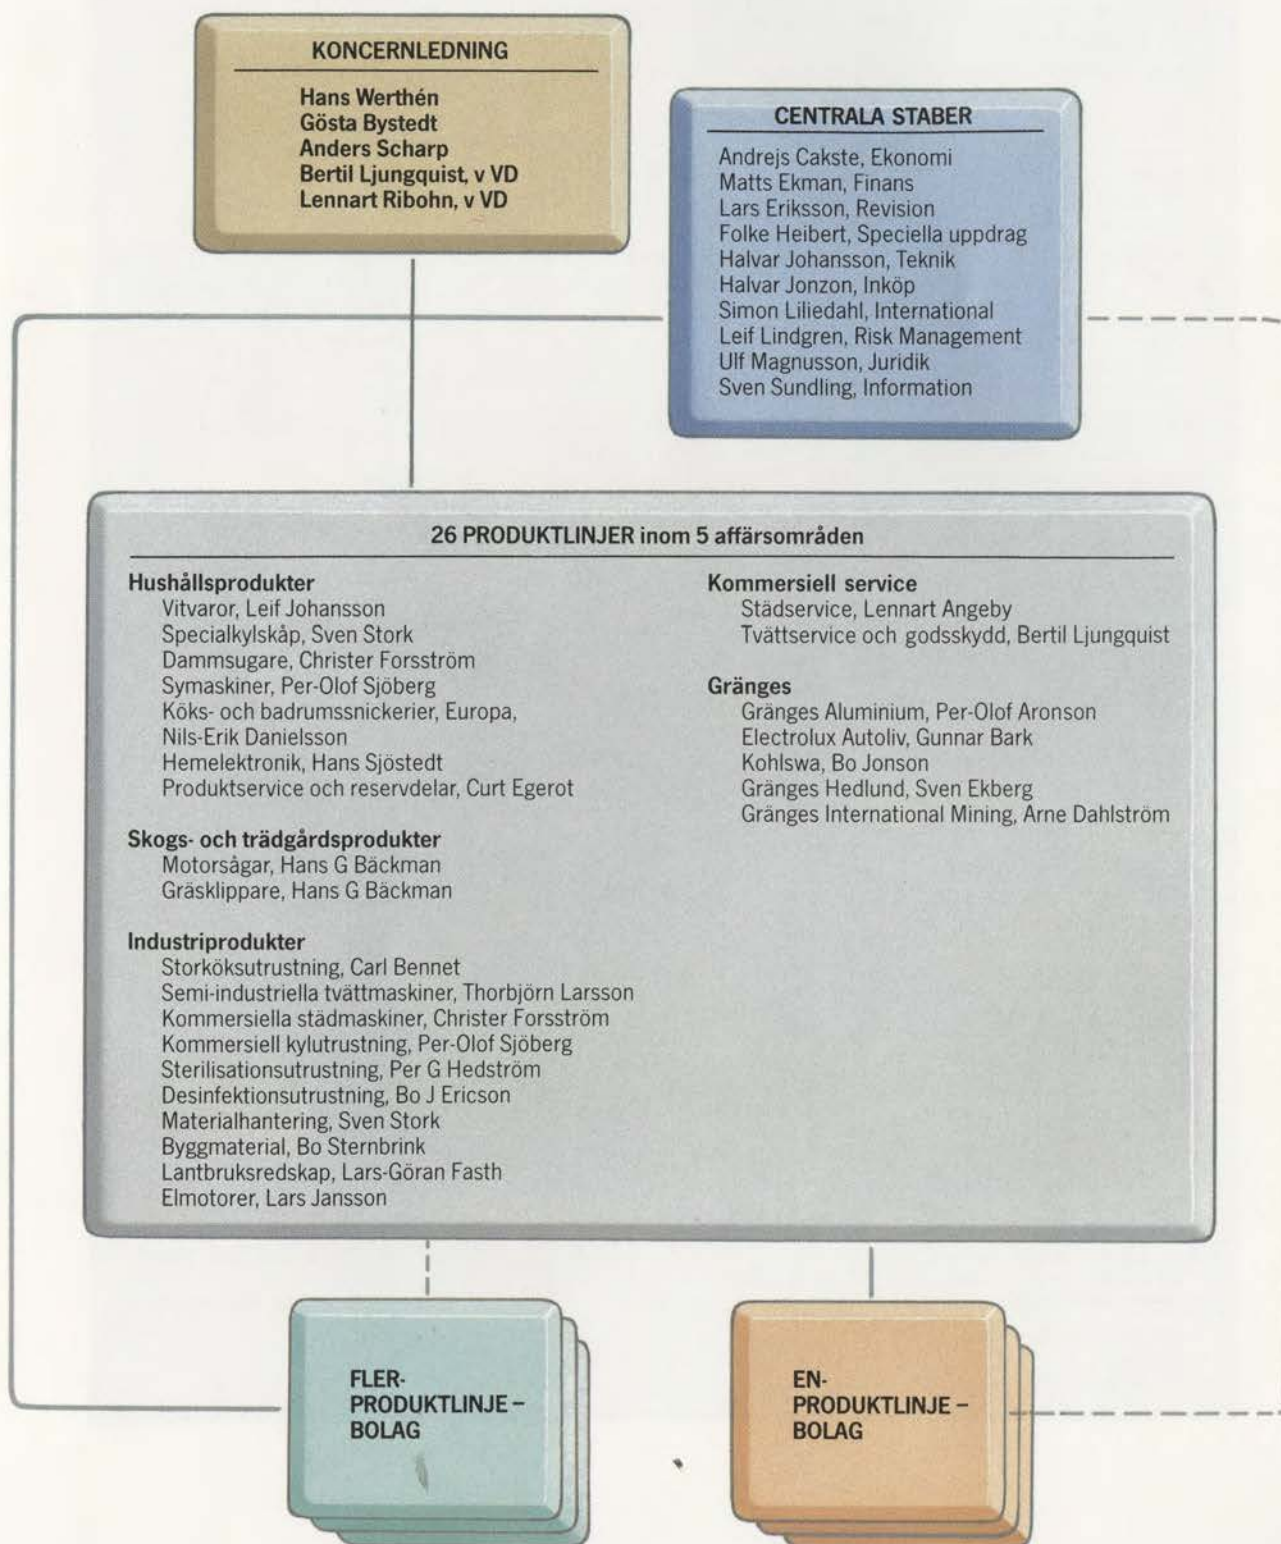 KONCERNLEDNING
Hans Werthén
Gösta Bystedt
Anders Scharp
Bertil Ljungquist, v VD
Lennart Ribohn, v VD
CENTRALA STABER
Andrejs Cakste, Ekonomi
Matts Ekman, Finans
Lars Eriksson, Revision
Folke Heibert, Speciella uppdrag
Halvar Johansson, Teknik
Halvar Jonzon, Inköp
Simon Liliedahl, International
Leif Lindgren, Risk Management
Ulf Magnusson, Juridik
Sven Sundling, Information
26 PRODUKTLINJER inom 5 affärsområden
Hushållsprodukter
Vitvaror, Leif Johansson
Specialkylskåp, Sven Stork
Dammsugare, Christer Forsström
Symaskiner, Per-Olof Sjöberg
Köks- och badrumssnickerier, Europa,
Nils-Erik Danielsson
Hemelektronik, Hans Sjöstedt
Produktservice och reservdelar, Curt Egerot
Skogs- och trädgårdsprodukter
Motorsågar, Hans G Bäckman
Gräsklippare, Hans G Bäckman
Industriprodukter
Storköksutrustning, Carl Bennet
Semi-industriella tvättmaskiner, Thorbjörn Larsson
Kommersiella städmaskiner, Christer Forsström
Kommersiell kylutrustning, Per-Olof Sjöberg
Sterilisationsutrustning, Per G Hedström
Desinfektionsutrustning, Bo J Ericson
Materialhantering, Sven Stork
Byggmaterial, Bo Sternbrink
Lantbruksredskap, Lars-Göran Fasth
Elmotorer, Lars Jansson
Kommersiell service
Städservice, Lennart Angeby
Tvättservice och godsskydd, Bertil Ljungquist
Gränges
Gränges Aluminium, Per-Olof Aronson
Electrolux Autoliv, Gunnar Bark
Kohlswa, Bo Jonson
Gränges Hedlund, Sven Ekberg
Gränges International Mining, Arne Dahlström
FLER-
PRODUKTLINJE –
BOLAG
EN-
PRODUKTLINJE –
BOLAG